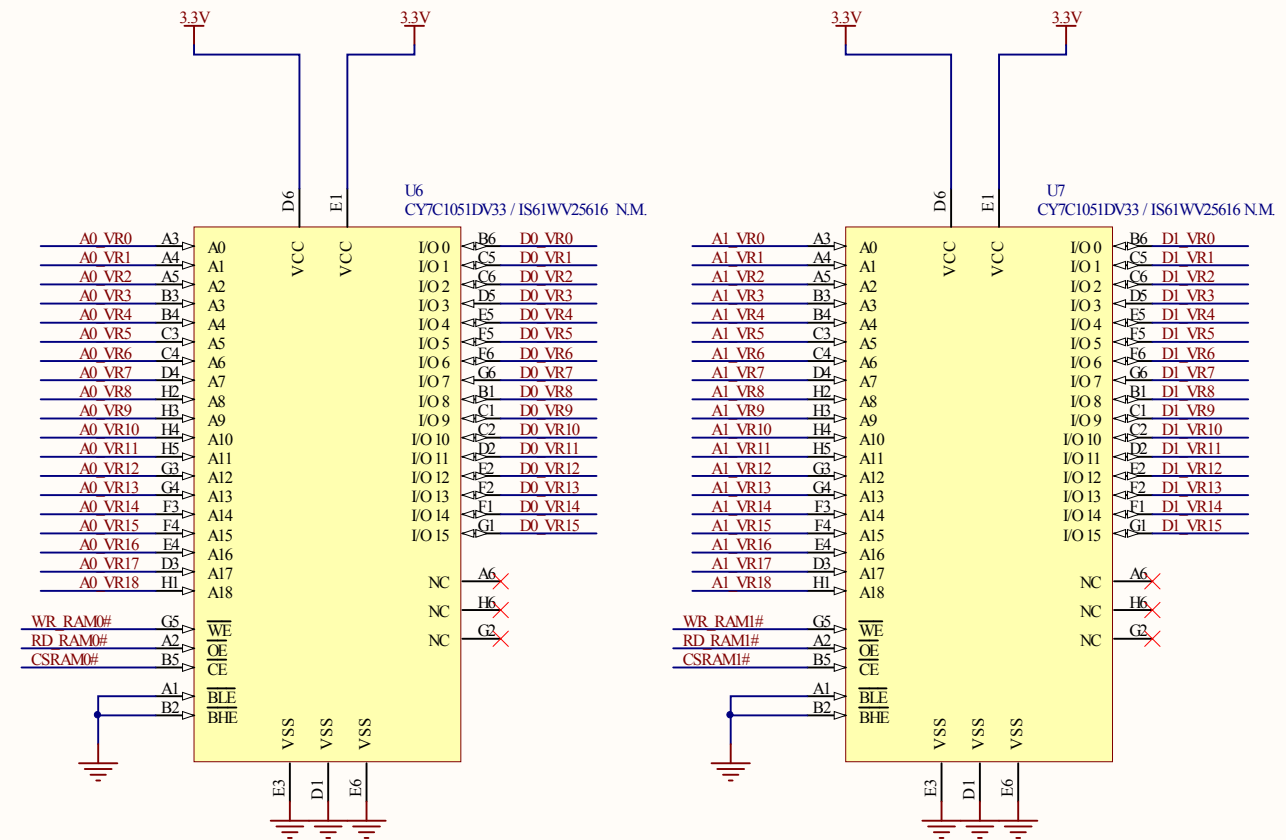 3.3V 3.3V 3.3V 3.3V
D6 E1 D6 E1
U6 U7
CY7C1051DV33 / IS61WV25616 N.M. CY7C1051DV33 / IS61WV25616 N.M.
VCC VCC VCC VCC
A0_VR0 A3 A0 I/O 0 B6 D0_VR0 A1_VR0 A3 A0 I/O 0 B6 D1_VR0
A0_VR1 A4 A1 I/O 1 C5 D0_VR1 A1_VR1 A4 A1 I/O 1 C5 D1_VR1
A0_VR2 A5 A2 I/O 2 C6 D0_VR2 A1_VR2 A5 A2 I/O 2 C6 D1_VR2
A0_VR3 B3 A3 I/O 3 D5 D0_VR3 A1_VR3 B3 A3 I/O 3 D5 D1_VR3
A0_VR4 B4 A4 I/O 4 E5 D0_VR4 A1_VR4 B4 A4 I/O 4 E5 D1_VR4
A0_VR5 C3 A5 I/O 5 F5 D0_VR5 A1_VR5 C3 A5 I/O 5 F5 D1_VR5
A0_VR6 C4 A6 I/O 6 F6 D0_VR6 A1_VR6 C4 A6 I/O 6 F6 D1_VR6
A0_VR7 D4 A7 I/O 7 G6 D0_VR7 A1_VR7 D4 A7 I/O 7 G6 D1_VR7
A0_VR8 H2 A8 I/O 8 B1 D0_VR8 A1_VR8 H2 A8 I/O 8 B1 D1_VR8
A0_VR9 H3 A9 I/O 9 C1 D0_VR9 A1_VR9 H3 A9 I/O 9 C1 D1_VR9
A0_VR10 H4 A10 I/O 10 C2 D0_VR10 A1_VR10 H4 A10 I/O 10 C2 D1_VR10
A0_VR11 H5 A11 I/O 11 D2 D0_VR11 A1_VR11 H5 A11 I/O 11 D2 D1_VR11
A0_VR12 G3 A12 I/O 12 E2 D0_VR12 A1_VR12 G3 A12 I/O 12 E2 D1_VR12
A0_VR13 G4 A13 I/O 13 F2 D0_VR13 A1_VR13 G4 A13 I/O 13 F2 D1_VR13
A0_VR14 F3 A14 I/O 14 F1 D0_VR14 A1_VR14 F3 A14 I/O 14 F1 D1_VR14
A0_VR15 F4 A15 I/O 15 G1 D0_VR15 A1_VR15 F4 A15 I/O 15 G1 D1_VR15
A0_VR16 E4 A16 A1_VR16 E4 A16
A0_VR17 D3 A17 NC A6 A1_VR17 D3 A17 NC A6
A0_VR18 H1 A18 NC H6 A1_VR18 H1 A18 NC H6
WR_RAM0# G5 WE NC G2 WR_RAM1# G5 WE NC G2
RD_RAM0# A2 OE RD_RAM1# A2 OE
CSRAM0# B5 CE CSRAM1# B5 CE
A1 BLE A1 BLE
B2 BHE B2 BHE
VSS VSS VSS VSS VSS VSS
E3 D1 E6 E3 D1 E6